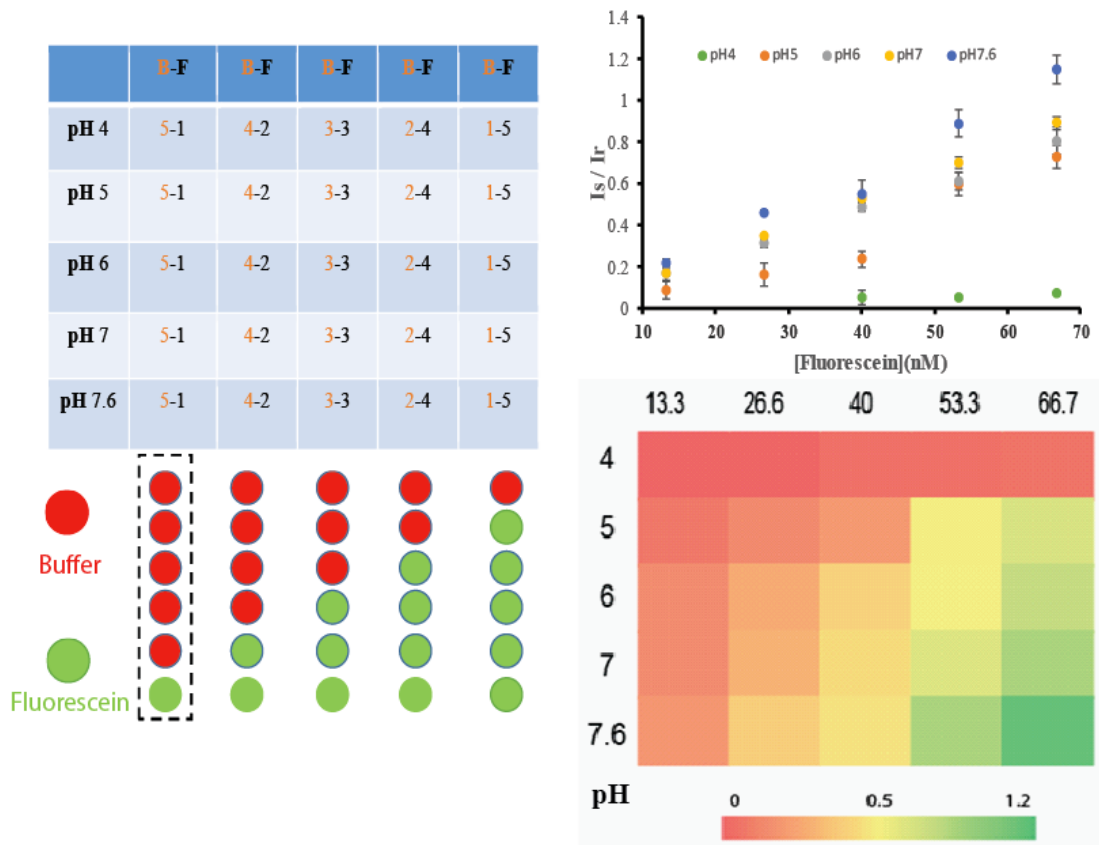 B-F B-F B-F B-F B-F
pH 4 5-1 4-2 3-3 2-4 1-5
pH 5 5-1 4-2 3-3 2-4 1-5
pH 6 5-1 4-2 3-3 2-4 1-5
pH 7 5-1 4-2 3-3 2-4 1-5
pH 7.6 5-1 4-2 3-3 2-4 1-5
Buffer
Fluorescein
1.4
1.2
1
0.8
0.6
0.4
0.2
0
Is / Ir
pH4 pH5 pH6 pH7 pH7.6
10 20 30 40 50 60 70
[Fluorescein](nM)
13.3 26.6 40 53.3 66.7
4
5
6
7
7.6
pH
0 0.5 1.2